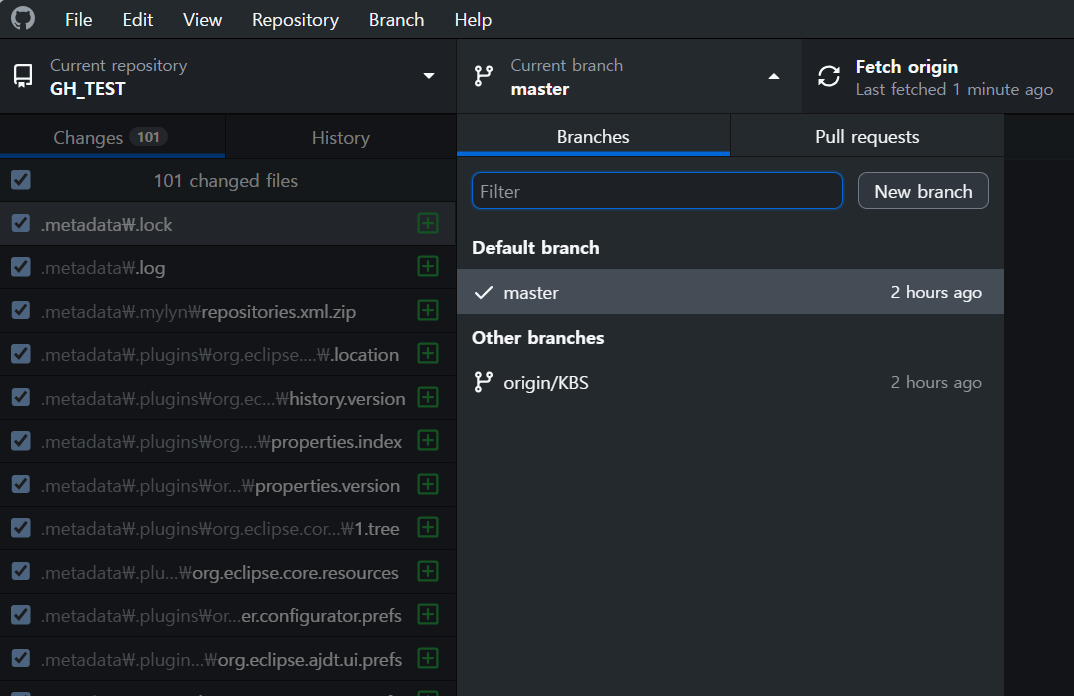 File Edit View Repository Branch Help
Current repository
GH_TEST
Current branch
master
Fetch origin
Last fetched 1 minute ago
Changes 101
History
Branches
Pull requests
101 changed files
Filter
New branch
.metadata₩.lock
Default branch
.metadata₩.log
master 2 hours ago
.metadata₩.mylyn₩repositories.xml.zip
Other branches
.metadata₩.plugins₩org.eclipse....₩.location
origin/KBS 2 hours ago
.metadata₩.plugins₩org.ec...₩history.version
.metadata₩.plugins₩org....₩properties.index
.metadata₩.plugins₩or...₩properties.version
.metadata₩.plugins₩org.eclipse.cor...₩1.tree
.metadata₩.plu...₩org.eclipse.core.resources
.metadata₩.plugins₩or...er.configurator.prefs
.metadata₩.plugin...₩org.eclipse.ajdt.ui.prefs